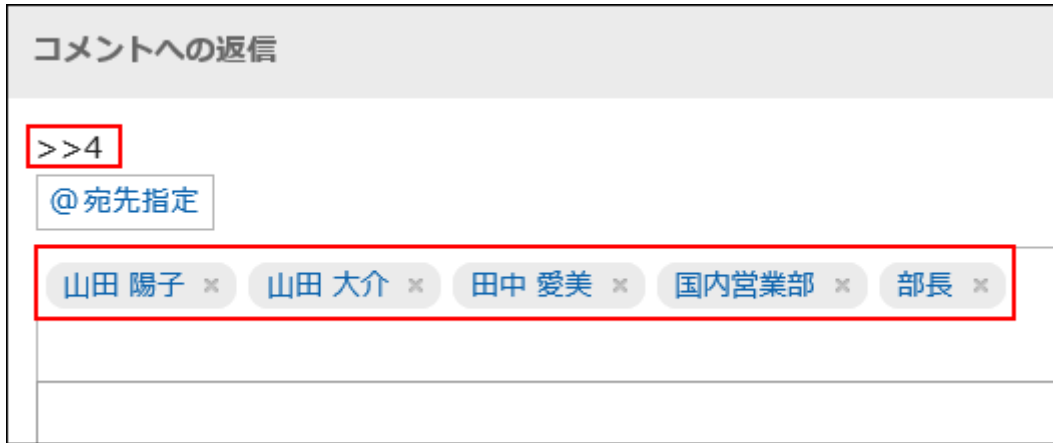 コメントへの返信
>>4
@宛先指定
山田 陽子 × 山田 大介 × 田中 愛美 × 国内営業部 × 部長 ×